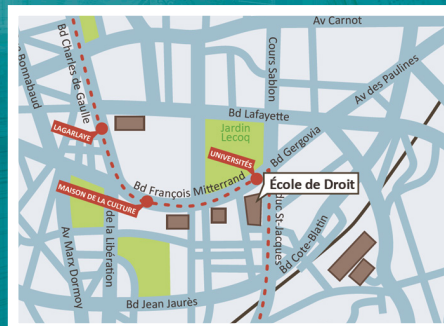 Av Carnot
Bonnabaud
Bd Charles de Gaulle
Cours Sablon
Av des Paulines
Bd Lafayette
LAGARLAYE
Jardin
Lecoq
UNIVERSITÉS
Bd Gergovia
École de Droit
Bd François Mitterrand
MAISON DE LA CULTURE
de la Libération
St-Jacques
Bd Cote-Blatin
Av Marx Dormoy
Bd Jean Jaurès